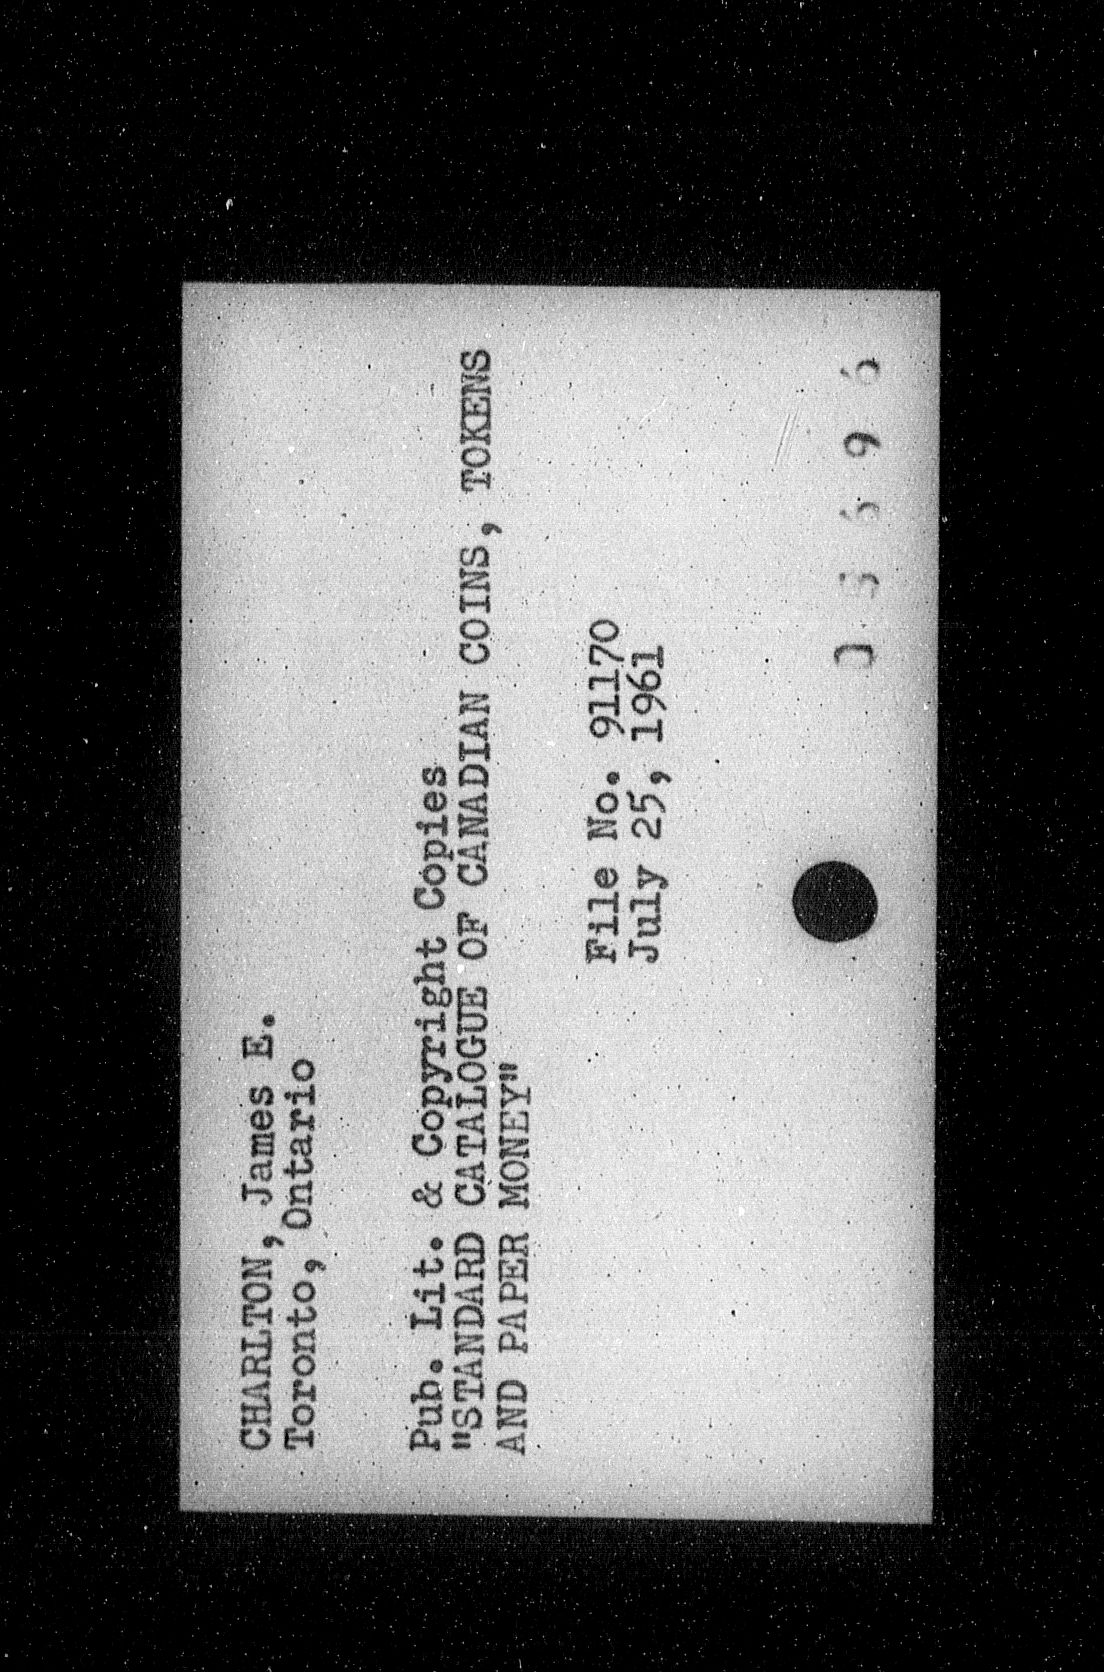 CHARLTON, James E.
Toronto, Ontario
Pub. Lit. & Copyright Copies
"STANDARD CATALOGUE OF CANADIAN COINS, TOKENS
AND PAPER MONEY"
File No. 91170
July 25, 1961